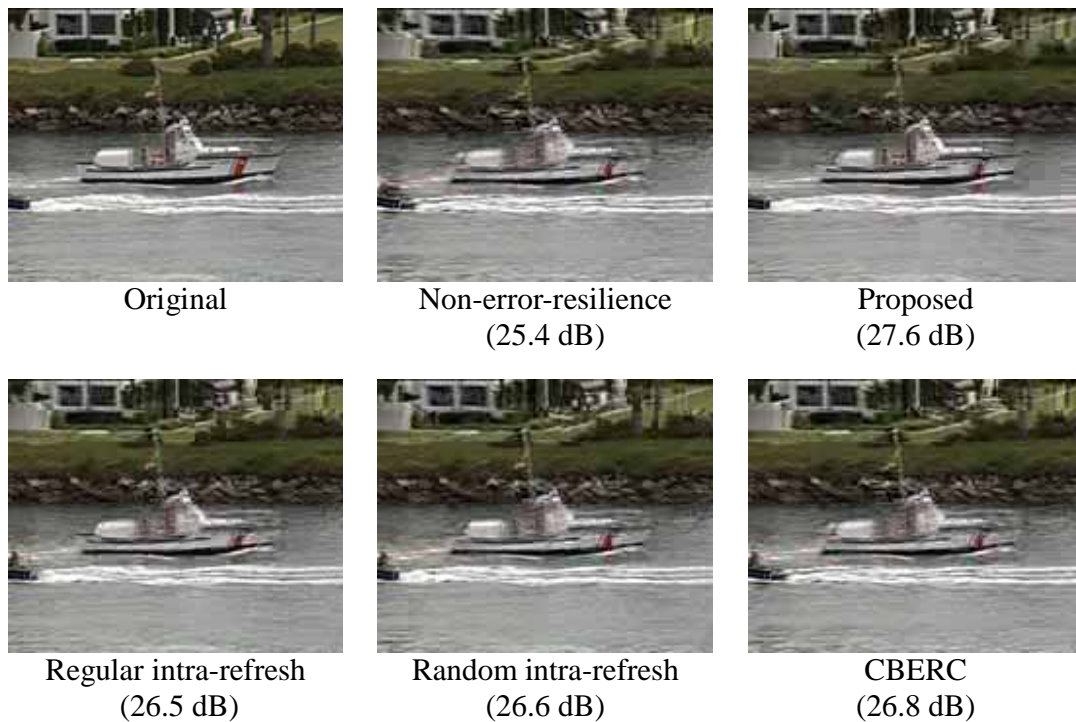 Original
Non-error-resilience
(25.4 dB)
Proposed
(27.6 dB)
Regular intra-refresh
(26.5 dB)
Random intra-refresh
(26.6 dB)
CBERC
(26.8 dB)